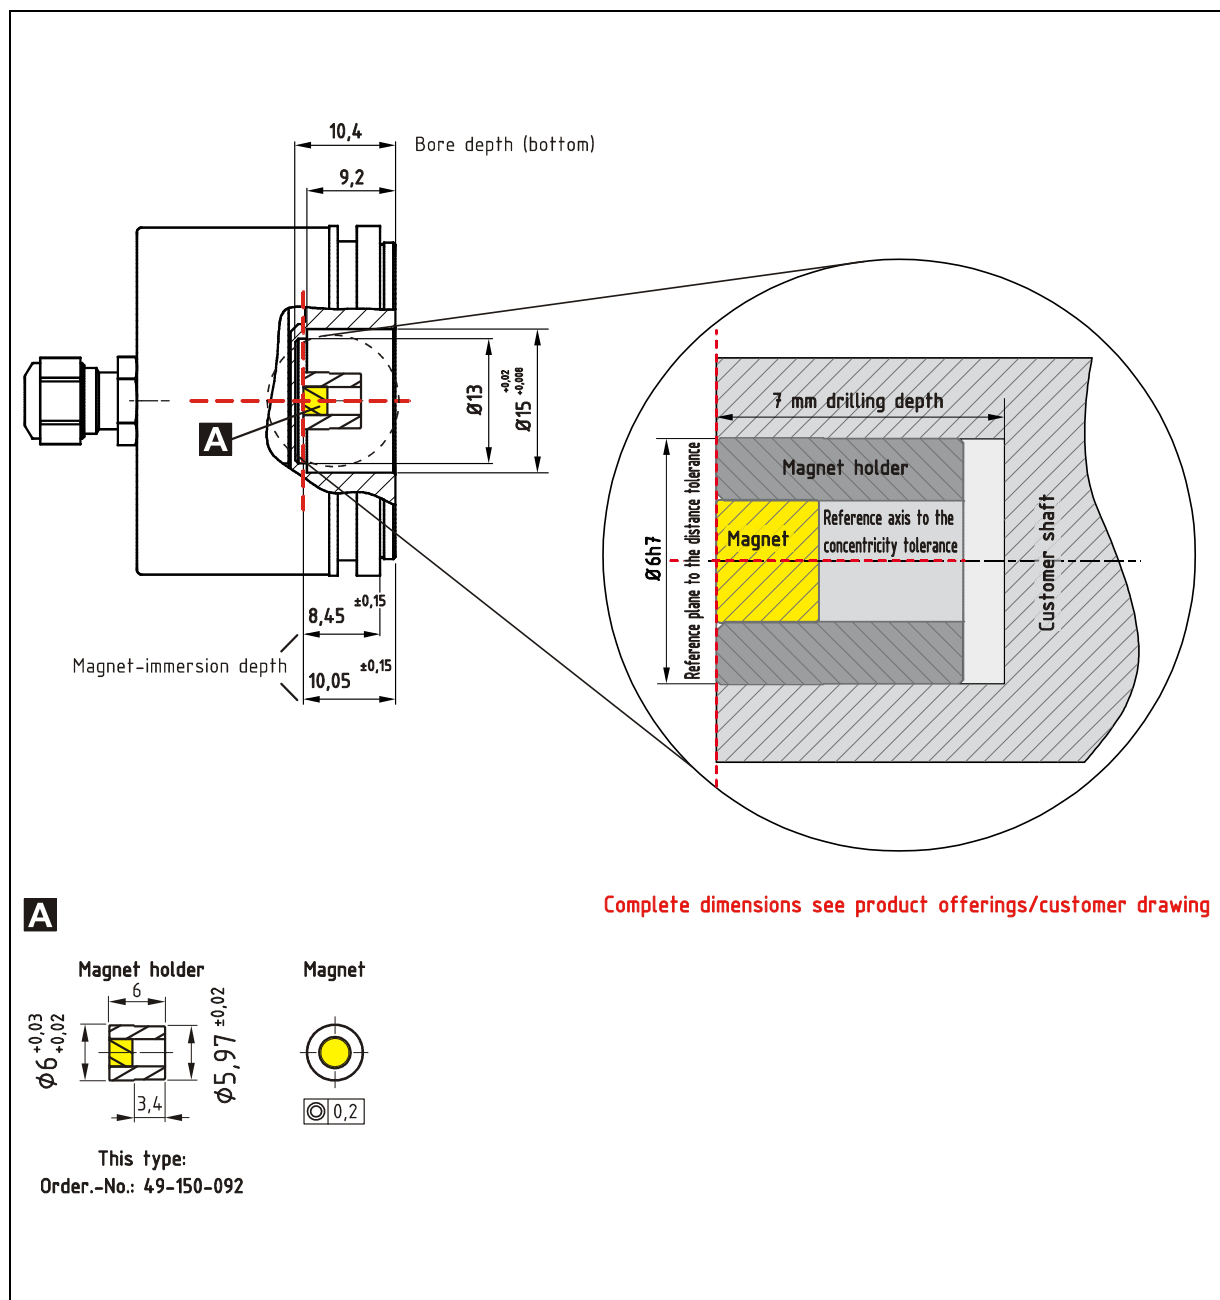 10,4
Bore depth (bottom)
9,2
Ø13
Ø15 +0,02 +0,008
A
8,45 ±0,15
Magnet-immersion depth
10,05 ±0,15
7 mm drilling depth
Magnet holder
Reference plane to the distance tolerance
Ø6h7
Magnet
Reference axis to the
concentricity tolerance
Customer shaft
Complete dimensions see product offerings/customer drawing
A
Magnet holder
Magnet
6
ϕ6 +0,03 +0,02
ϕ5,97 ±0,02
3,4
◎ 0,2
This type:
Order.-No.: 49-150-092